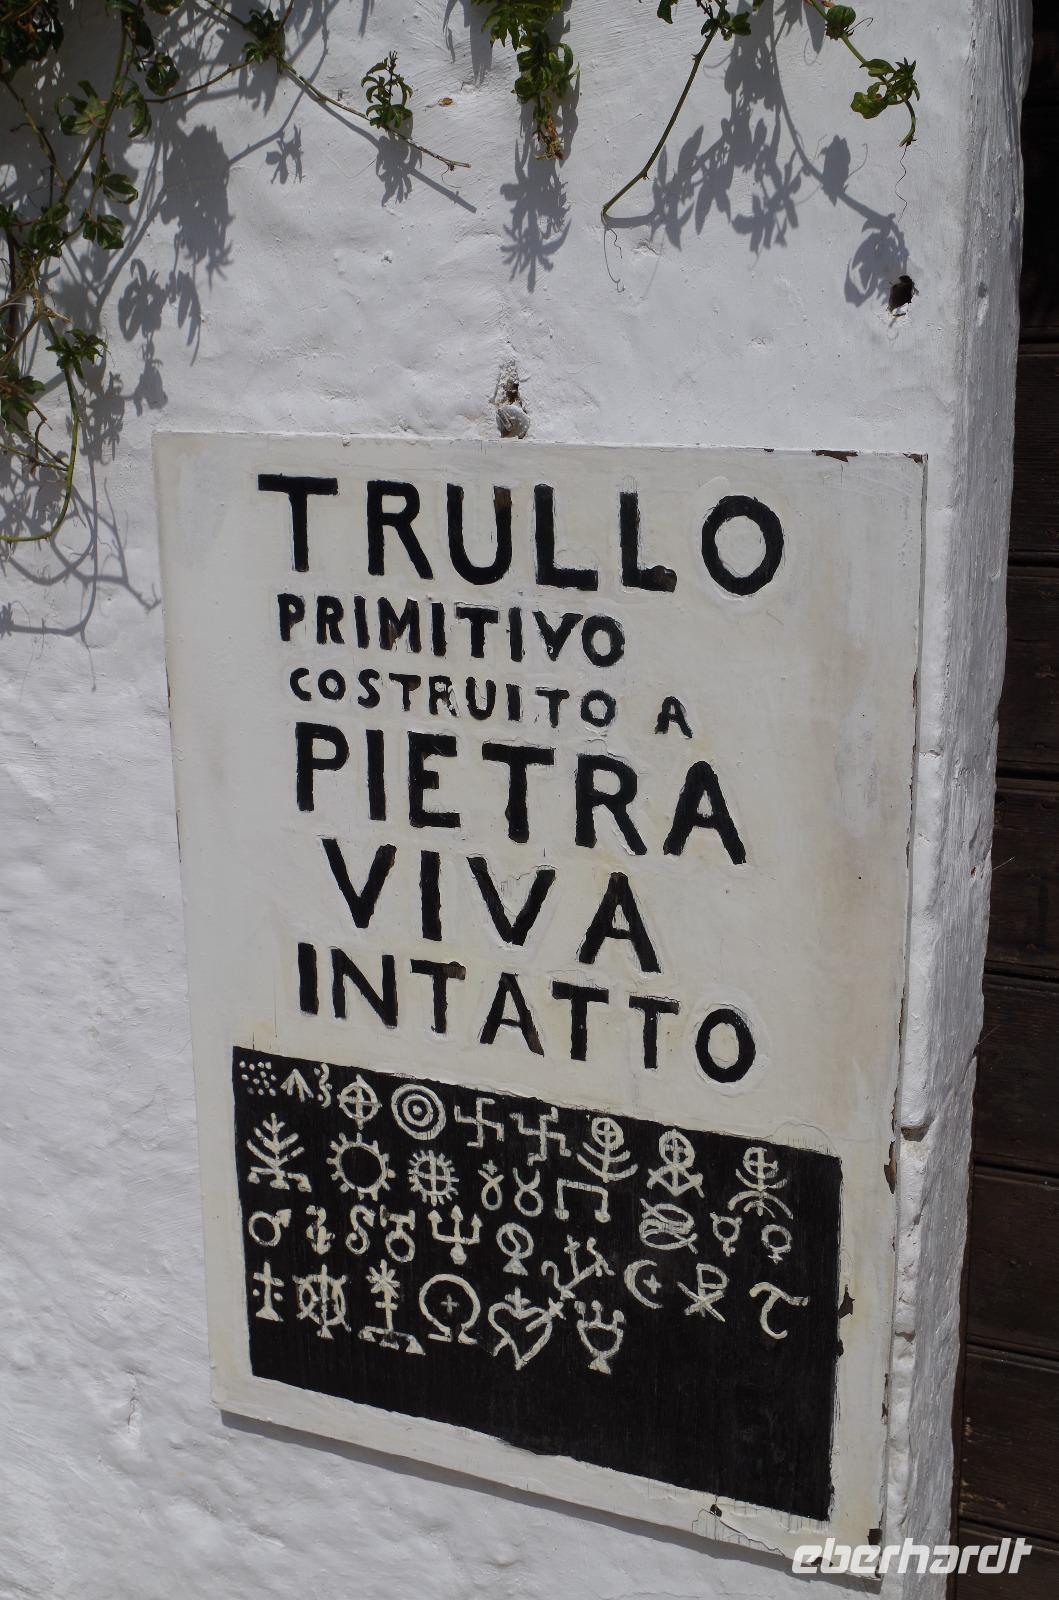 TRULLO
PRIMITIVO
COSTRUITO A
PIETRA
VIVA
INTATTO
eberhardt